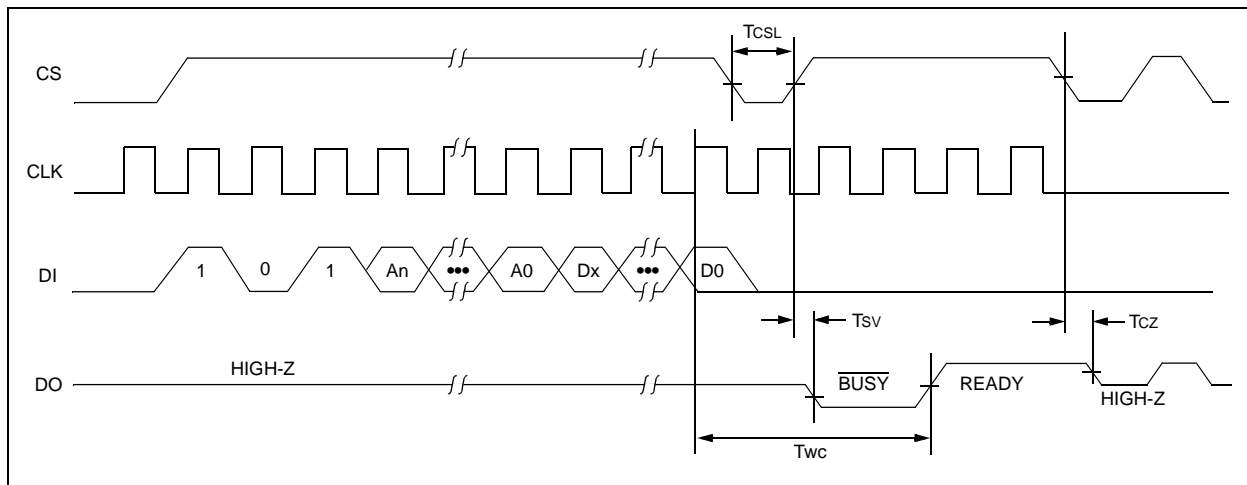 TCSL
CS
CLK
DI
1 0 1 An ••• A0 Dx ••• D0
TSV
TCZ
HIGH-Z
DO
BUSY
READY
HIGH-Z
Twc